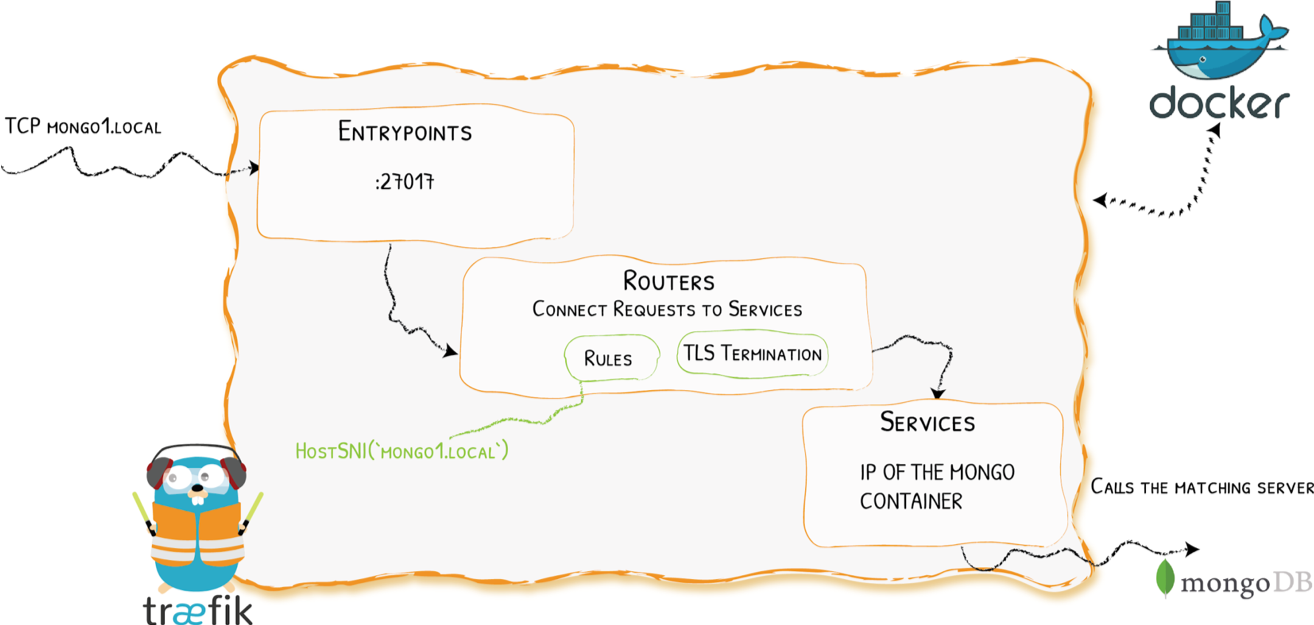 docker
TCP mongo1.local
Entrypoints
:27017
Routers
Connect Requests to Services
Rules
TLS Termination
HostSNI(`mongo1.local`)
Services
IP of the mongo
container
Calls the matching server
træfik
mongoDB